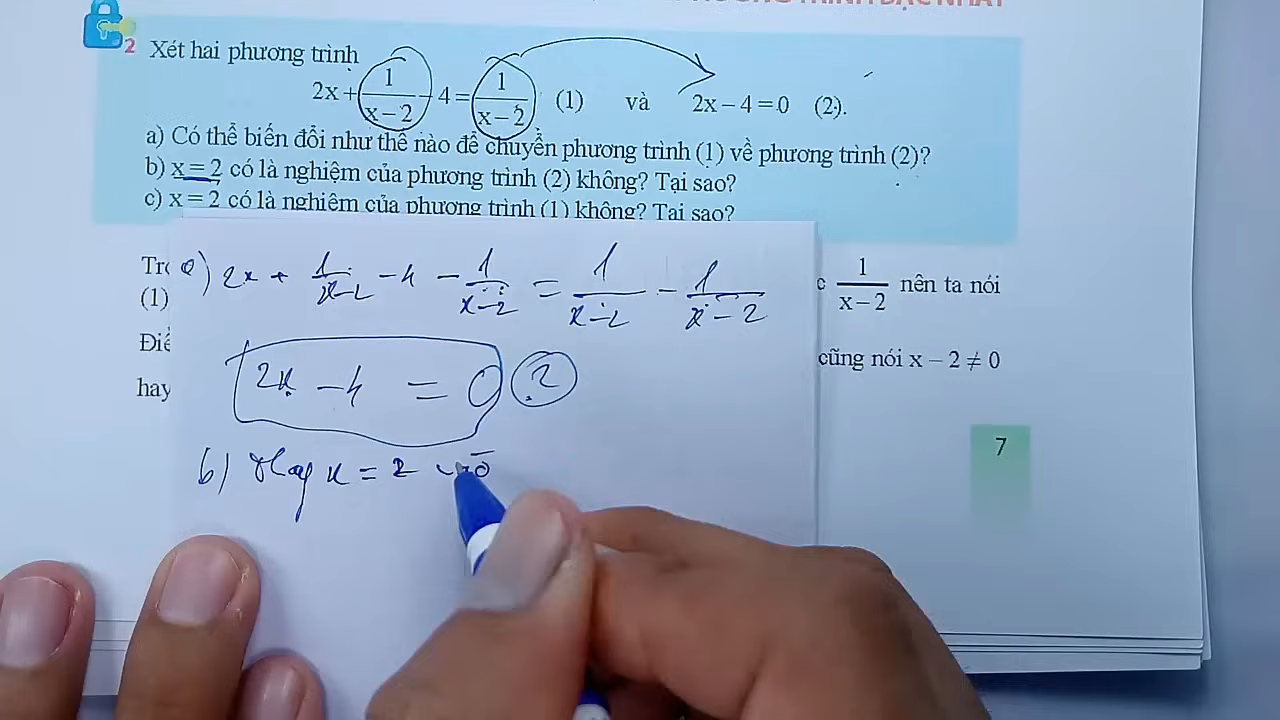 2 Xét hai phương trình
2x + 1/(x – 2) – 4 = 1/(x – 2) (1) và 2x – 4 = 0 (2).
a) Có thể biến đổi như thế nào để chuyển phương trình (1) về phương trình (2)?
b) x = 2 có là nghiệm của phương trình (2) không? Tại sao?
c) x = 2 có là nghiệm của phương trình (1) không? Tại sao?
a) 2x + 1/(x-2) - 4 - 1/(x-2) = 1/(x-2) - 1/(x-2)
1/(x – 2) nên ta nói
(1)
2x - 4 = 0 (2)
cũng nói x – 2 ≠ 0
hay
b) thay x = 2
7